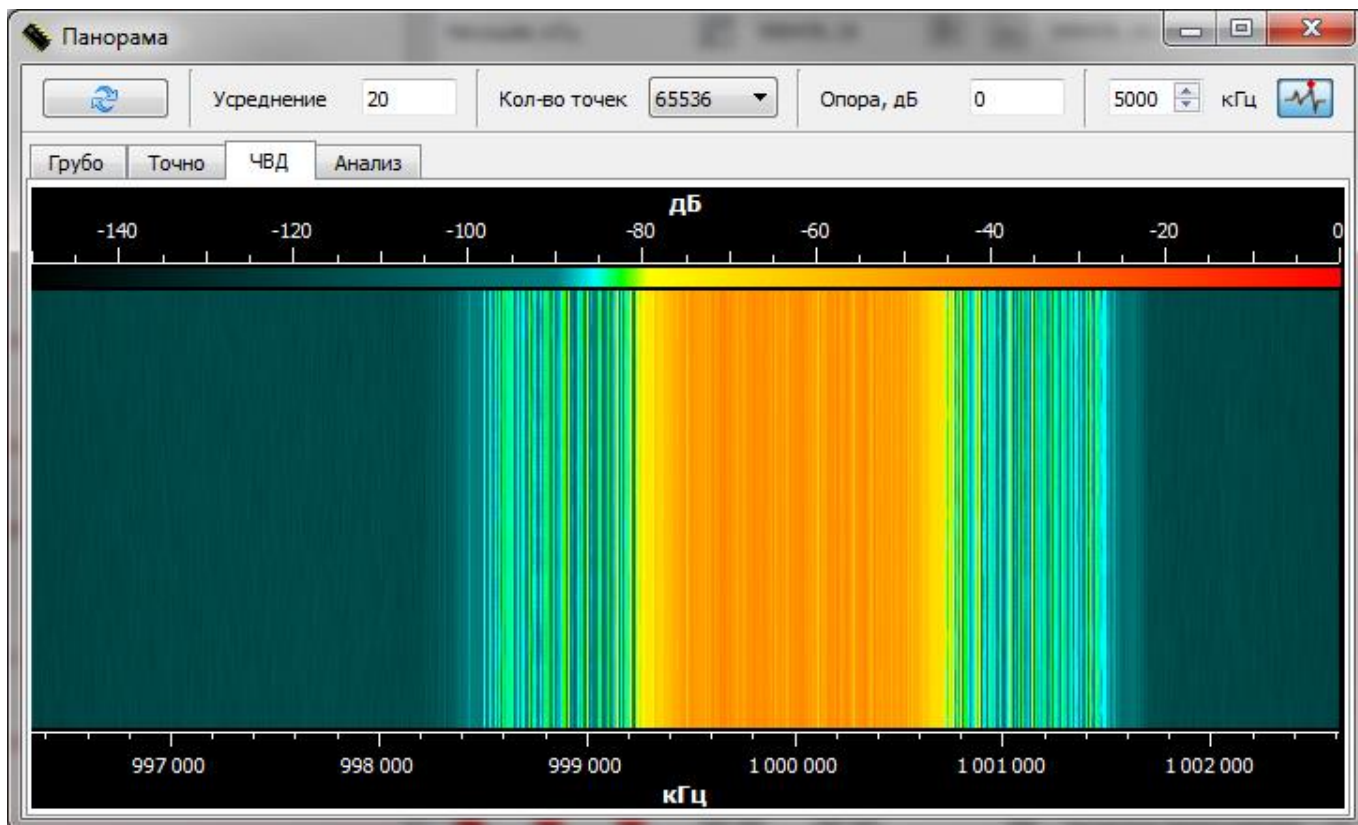 Панорама
Усреднение 20 Кол-во точек 65536 Опора, дБ 0 5000 кГц
Грубо Точно ЧВД Анализ
дБ
-140 -120 -100 -80 -60 -40 -20 0
997 000 998 000 999 000 1 000 000 1 001 000 1 002 000
кГц